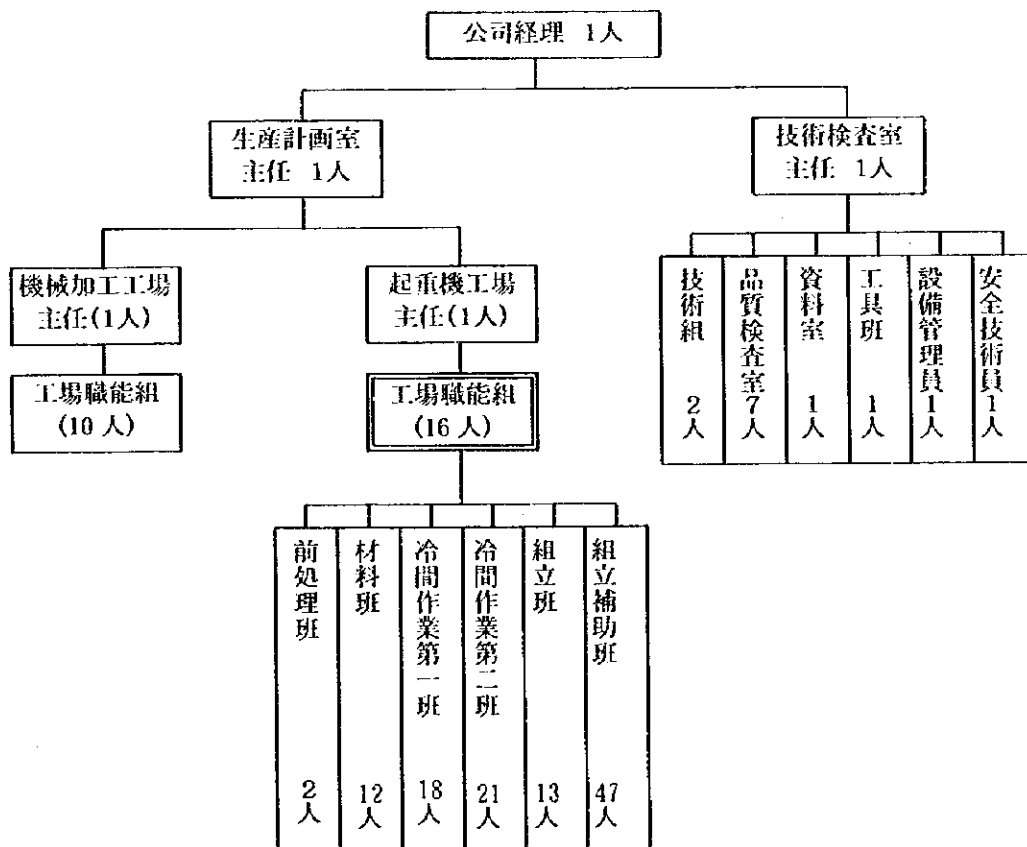 公司経理 1人
生産計画室
主任 1人
技術検査室
主任 1人
機械加工工場
主任(1人)
起重機工場
主任(1人)
工場職能組
(10人)
工場職能組
(16人)
技術組 2人
品質検査室 7人
資料室 1人
工具班 1人
設備管理員 1人
安全技術員 1人
前処理班 2人
材料班 12人
冷間作業第一班 18人
冷間作業第二班 21人
組立班 13人
組立補助班 47人